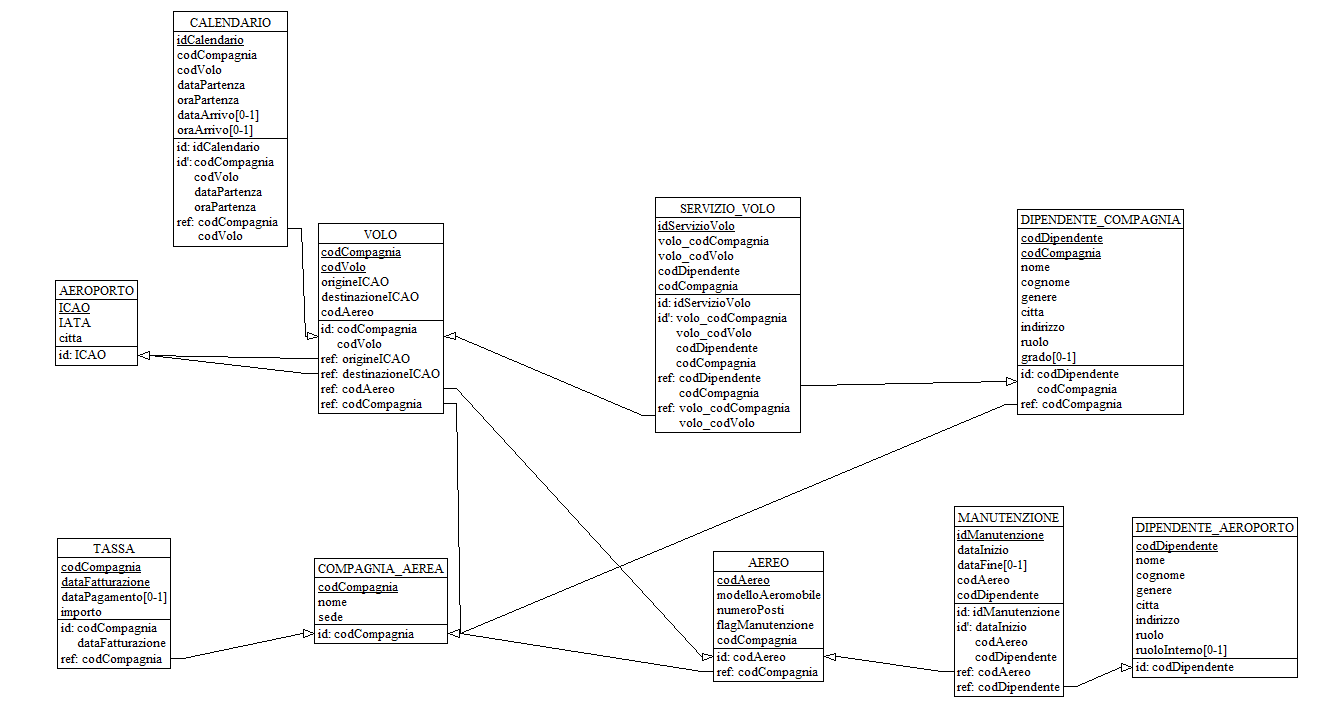 CALENDARIO
idCalendario
codCompagnia
codVolo
dataPartenza
oraPartenza
dataArrivo[0-1]
oraArrivo[0-1]
id: idCalendario
id': codCompagnia
codVolo
dataPartenza
oraPartenza
ref: codCompagnia
codVolo
AEROPORTO
ICAO
IATA
citta
id: ICAO
VOLO
codCompagnia
codVolo
origineICAO
destinazioneICAO
codAereo
id: codCompagnia
codVolo
ref: origineICAO
ref: destinazioneICAO
ref: codAereo
ref: codCompagnia
SERVIZIO_VOLO
idServizioVolo
volo_codCompagnia
volo_codVolo
codDipendente
codCompagnia
id: idServizioVolo
id': volo_codCompagnia
volo_codVolo
codDipendente
codCompagnia
ref: codDipendente
codCompagnia
ref: volo_codCompagnia
volo_codVolo
DIPENDENTE_COMPAGNIA
codDipendente
codCompagnia
nome
cognome
genere
citta
indirizzo
ruolo
grado[0-1]
id: codDipendente
codCompagnia
ref: codCompagnia
TASSA
codCompagnia
dataFatturazione
dataPagamento[0-1]
importo
id: codCompagnia
dataFatturazione
ref: codCompagnia
COMPAGNIA_AEREA
codCompagnia
nome
sede
id: codCompagnia
AEREO
codAereo
modelloAeromobile
numeroPosti
flagManutenzione
codCompagnia
id: codAereo
ref: codCompagnia
MANUTENZIONE
idManutenzione
dataInizio
dataFine[0-1]
codAereo
codDipendente
id: idManutenzione
id': dataInizio
codAereo
codDipendente
ref: codAereo
ref: codDipendente
DIPENDENTE_AEROPORTO
codDipendente
nome
cognome
genere
citta
indirizzo
ruolo
ruoloInterno[0-1]
id: codDipendente